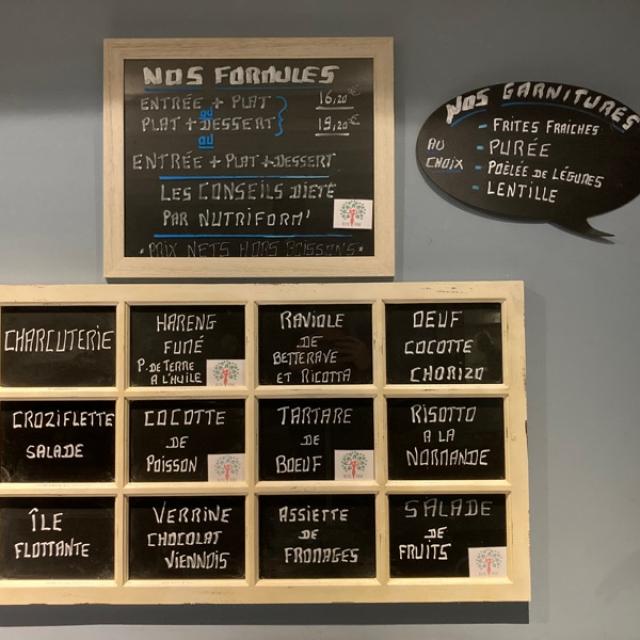 NOS FORMULES
ENTRÉE + PLAT 16,20€
ou
PLAT + DESSERT 19,20€
ou
ENTRÉE + PLAT + DESSERT
LES CONSEILS DIETE
PAR NUTRIFORM'
*PRIX NETS HORS BOISSONS*
NOS GARNITURES
AU CHOIX
- FRITES FRAICHES
- PURÉE
- POÊLÉE DE LÉGUMES
- LENTILLE
CHARCUTERIE
HARENG
FUMÉ
P. DE TERRE
A L'HUILE
RAVIOLE
DE
BETTERAVE
ET RICOTTA
OEUF
COCOTTE
CHORIZO
CROZIFLETTE
SALADE
COCOTTE
DE
POISSON
TARTARE
DE
BOEUF
RISOTTO
A LA
NORMANDE
ÎLE
FLOTTANTE
VERRINE
CHOCOLAT
VIENNOIS
ASSIETTE
DE
FROMAGES
SALADE
DE
FRUITS